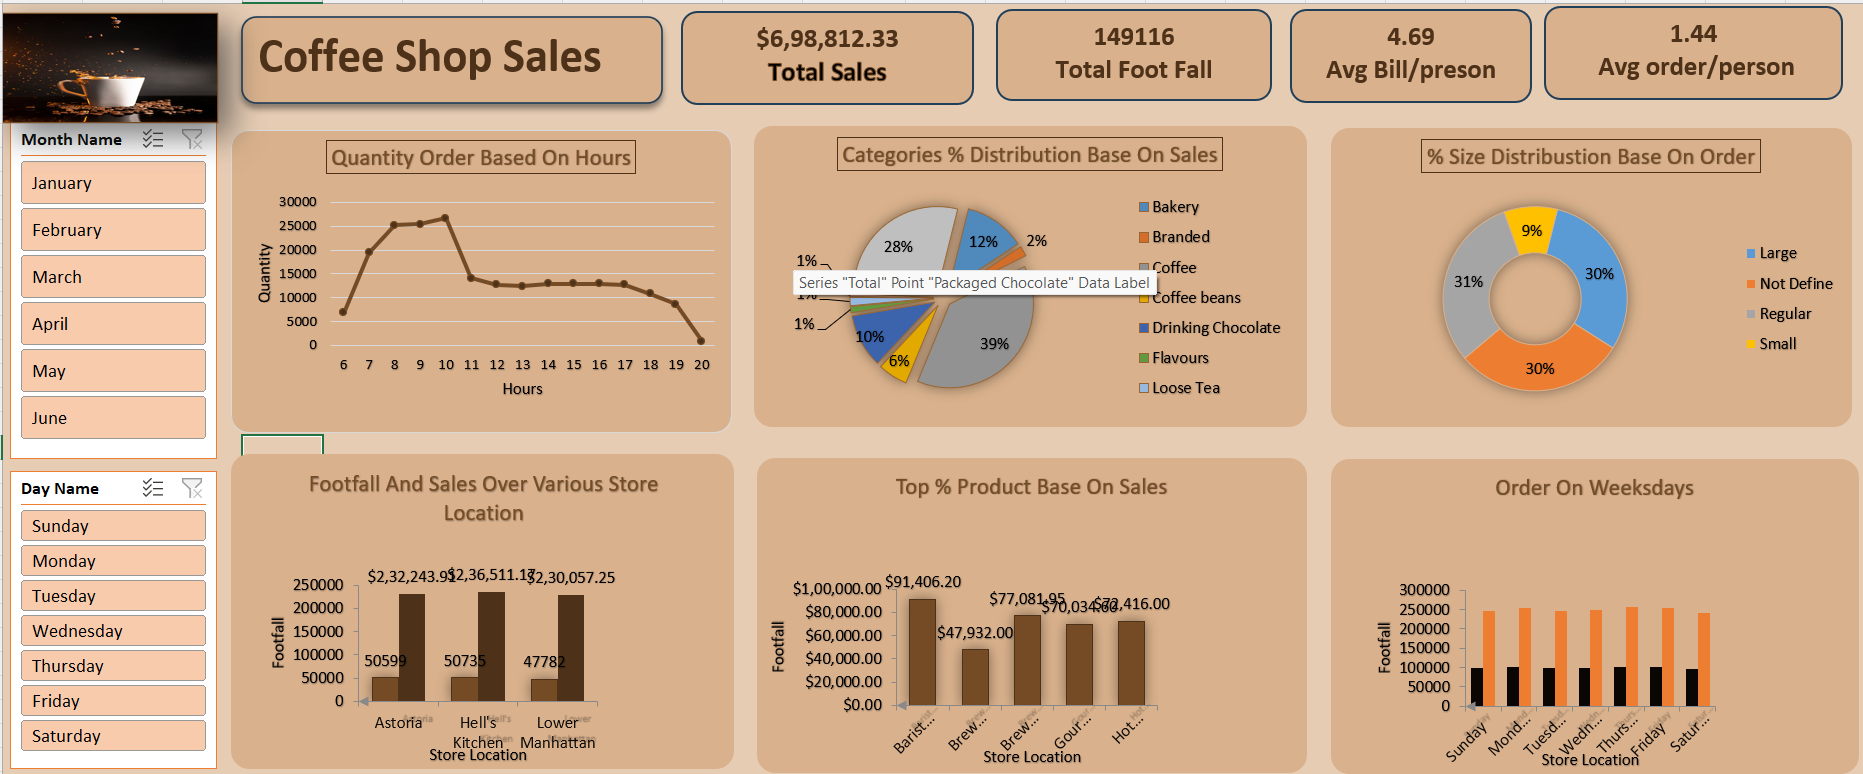 Coffee Shop Sales
$6,98,812.33
Total Sales
149116
Total Foot Fall
4.69
Avg Bill/preson
1.44
Avg order/person
Month Name
January
February
March
April
May
June
Day Name
Sunday
Monday
Tuesday
Wednesday
Thursday
Friday
Saturday
Quantity Order Based On Hours
Quantity
30000
25000
20000
15000
10000
5000
0
6 7 8 9 10 11 12 13 14 15 16 17 18 19 20
Hours
Categories % Distribution Base On Sales
28%
12%
2%
1%
Series "Total" Point "Packaged Chocolate" Data Label
1%
1%
10%
6%
39%
Bakery
Branded
Coffee
Coffee beans
Drinking Chocolate
Flavours
Loose Tea
% Size Distribustion Base On Order
9%
31%
30%
30%
Large
Not Define
Regular
Small
Footfall And Sales Over Various Store
Location
Footfall
250000
200000
150000
100000
50000
0
$2,32,243.91
$2,36,511.17
$2,30,057.25
50599
50735
47782
Astoria
Hell's
Kitchen
Lower
Manhattan
Store Location
Top % Product Base On Sales
Footfall
$1,00,000.00
$80,000.00
$60,000.00
$40,000.00
$20,000.00
$0.00
$91,406.20
$47,932.00
$77,081.95
$70,034.60
$72,416.00
Barist...
Brew...
Brew...
Gour...
Hot...
Store Location
Order On Weeksdays
Footfall
300000
250000
200000
150000
100000
50000
0
Sunday
Mond...
Tuesd...
Wedn...
Thurs...
Friday
Satur...
Store Location